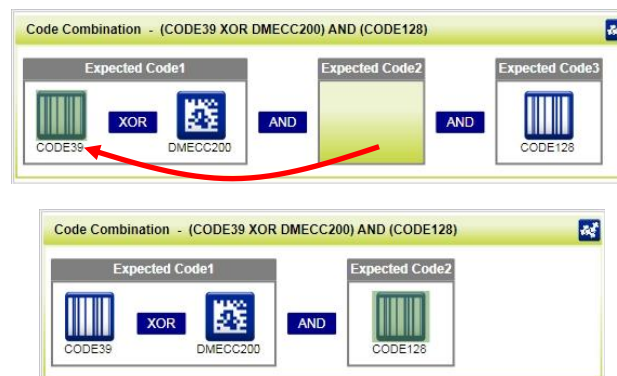 Code Combination - (CODE39 XOR DMECC200) AND (CODE128)
Expected Code1 Expected Code2 Expected Code3
XOR AND AND
CODE39 DMECC200 CODE128
Code Combination - (CODE39 XOR DMECC200) AND (CODE128)
Expected Code1 Expected Code2
XOR AND
CODE39 DMECC200 CODE128